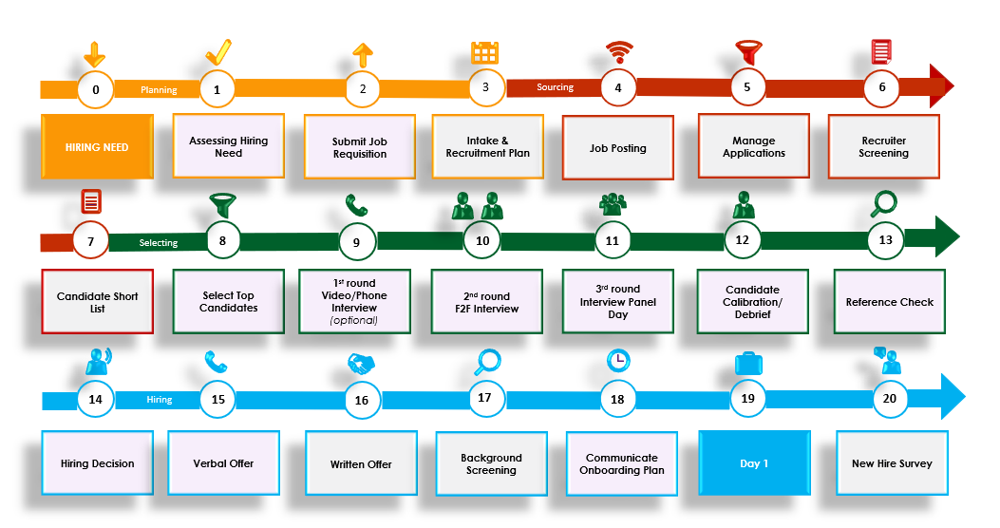 0
Planning
1
2
3
Sourcing
4
5
6
HIRING NEED
Assessing Hiring
Need
Submit Job
Requisition
Intake &
Recruitment Plan
Job Posting
Manage
Applications
Recruiter
Screening
7
Selecting
8
9
10
11
12
13
Candidate Short
List
Select Top
Candidates
1st round
Video/Phone
Interview
(optional)
2nd round
F2F Interview
3rd round
Interview Panel
Day
Candidate
Calibration/
Debrief
Reference Check
14
Hiring
15
16
17
18
19
20
Hiring Decision
Verbal Offer
Written Offer
Background
Screening
Communicate
Onboarding Plan
Day 1
New Hire Survey